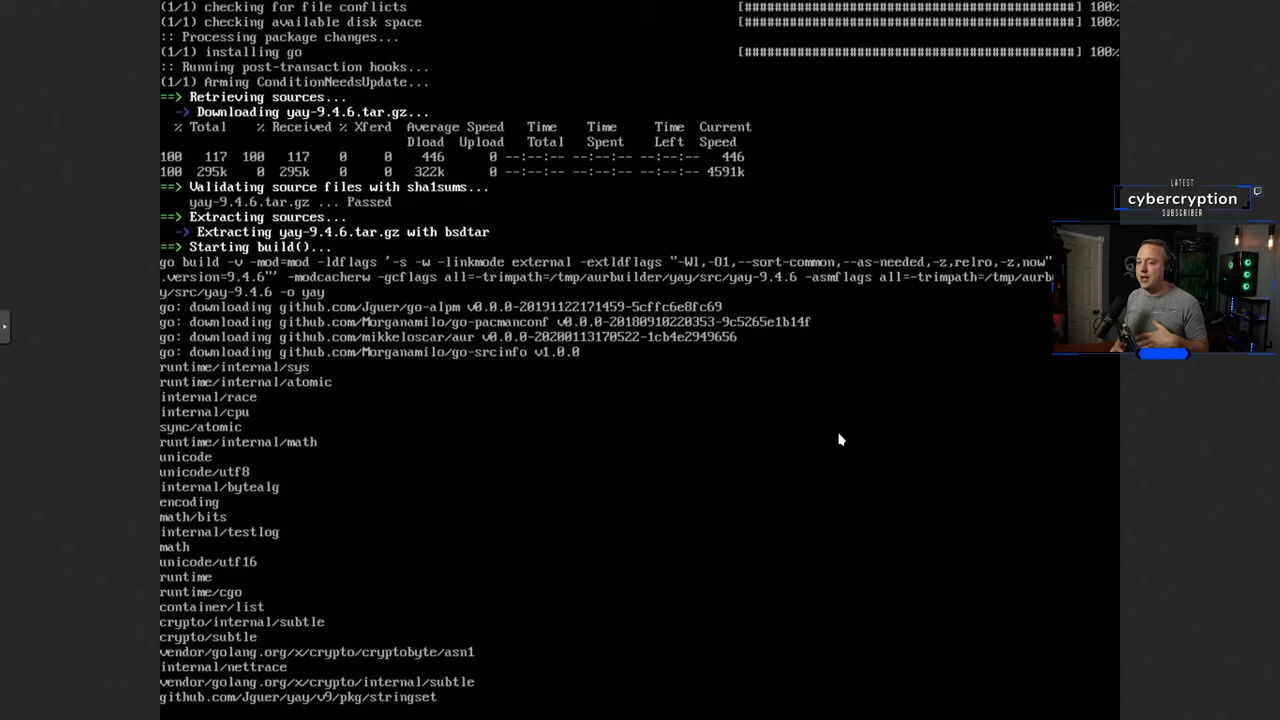 (1/1) checking for file conflicts [############################################] 100%
(1/1) checking available disk space [############################################] 100%
:: Processing package changes...
(1/1) installing go [############################################] 100%
:: Running post-transaction hooks...
(1/1) Arming ConditionNeedsUpdate...
==> Retrieving sources...
-> Downloading yay-9.4.6.tar.gz...
% Total % Received % Xferd Average Speed Time Time Time Current
Dload Upload Total Spent Left Speed
100 117 100 117 0 0 446 0 --:--:-- --:--:-- --:--:-- 446
100 295k 0 295k 0 0 322k 0 --:--:-- --:--:-- --:--:-- 4591k
==> Validating source files with sha1sums...
yay-9.4.6.tar.gz ... Passed
==> Extracting sources...
-> Extracting yay-9.4.6.tar.gz with bsdtar
==> Starting build()...
go build -v -mod=mod -ldflags '-s -w -linkmode external -extldflags "-Wl,-O1,--sort-common,--as-needed,-z,relro,-z,now"
.version=9.4.6"' -modcacherw -gcflags all=-trimpath=/tmp/aurbuilder/yay/src/yay-9.4.6 -asmflags all=-trimpath=/tmp/aurb
y/src/yay-9.4.6 -o yay
go: downloading github.com/Jguer/go-alpm v0.0.0-20191122171459-5cffc6e8fc69
go: downloading github.com/Morganamilo/go-pacmanconf v0.0.0-20180910220353-9c5265e1b14f
go: downloading github.com/mikkeloscar/aur v0.0.0-20200113170522-1cb4e2949656
go: downloading github.com/Morganamilo/go-srcinfo v1.0.0
runtime/internal/sys
runtime/internal/atomic
internal/race
internal/cpu
sync/atomic
runtime/internal/math
unicode
unicode/utf8
internal/bytealg
encoding
math/bits
internal/testlog
math
unicode/utf16
runtime
runtime/cgo
container/list
crypto/internal/subtle
crypto/subtle
vendor/golang.org/x/crypto/cryptobyte/asn1
internal/nettrace
vendor/golang.org/x/crypto/internal/subtle
github.com/Jguer/yay/v9/pkg/stringset
LATEST
cybercryption
SUBSCRIBER